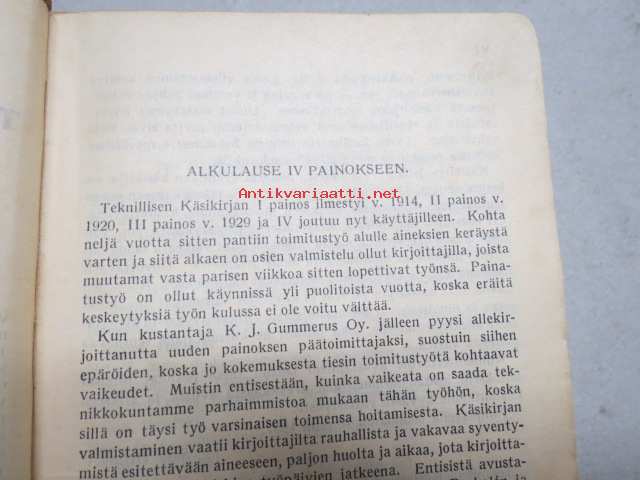 ALKULAUSE IV PAINOKSEEN.
Antikvariaatti.net
Teknillisen Käsikirjan I painos ilmestyi v. 1914, II painos v.
1920, III painos v. 1929 ja IV joutuu nyt käyttäjilleen. Kohta
neljä vuotta sitten pantiin toimitustyö alulle aineksien keräystä
varten ja siitä alkaen on osien valmistelu ollut kirjoittajilla, joista
muutamat vasta parisen viikkoa sitten lopettivat työnsä. Paina-
tustyö on ollut käynnissä yli puolitoista vuotta, koska eräitä
keskeytyksiä työn kulussa ei ole voitu välttää.
Kun kustantaja K. J. Gummerus Oy. jälleen pyysi allekir-
joittanutta uuden painoksen päätoimittajaksi, suostuin siihen
epäröiden, koska jo kokemuksesta tiesin toimitustyötä kohtaavat
vaikeudet. Muistin entisestään, kuinka vaikeata on saada tek-
nikkokuntamme parhaimmistoa mukaan tähän työhön, koska
sillä on täysi työ varsinaisen toimensa hoitamisesta. Käsikirjan
valmistaminen vaatii kirjoittajilta rauhallista ja vakavaa syventy-
mistä esitettävään aineeseen, paljon huolta ja aikaa, jota kirjoitta-
työpäivien jatkeena. Entisistä avusta-